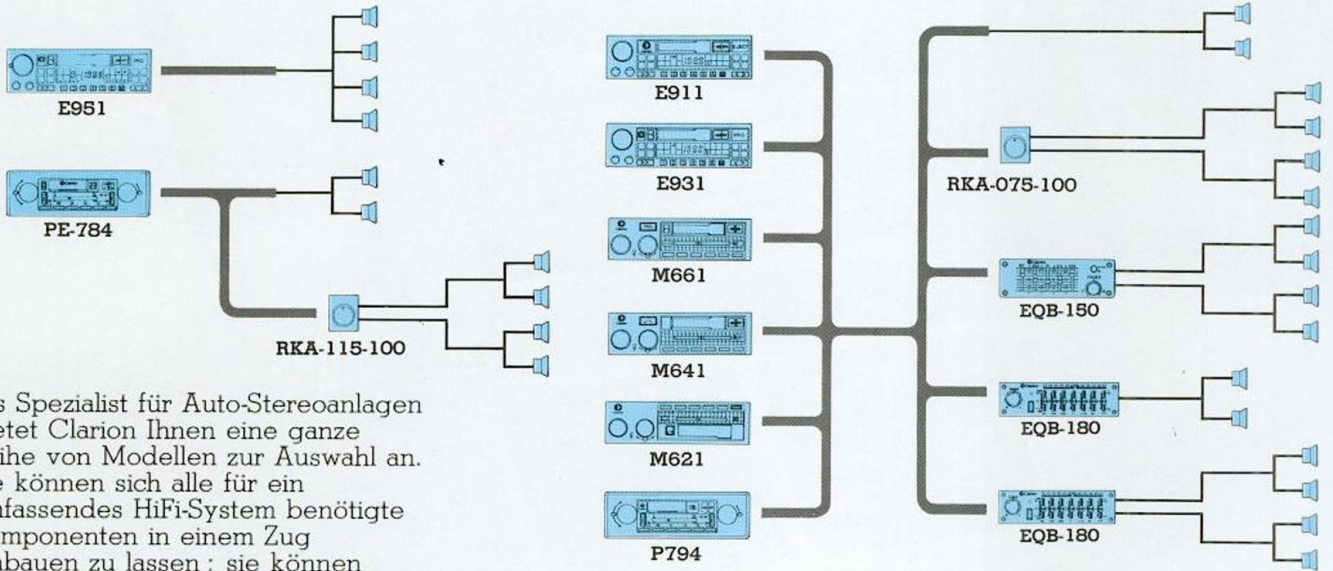 E951
PE-784
RKA-115-100
E911
E931
M661
M641
M621
P794
RKA-075-100
EQB-150
EQB-180
EQB-180
s Spezialist für Auto-Stereoanlagen
etet Clarion Ihnen eine ganze
ihe von Modellen zur Auswahl an.
e können sich alle für ein
nfassendes HiFi-System benötigte
mponenten in einem Zug
nbauen zu lassen ; sie können